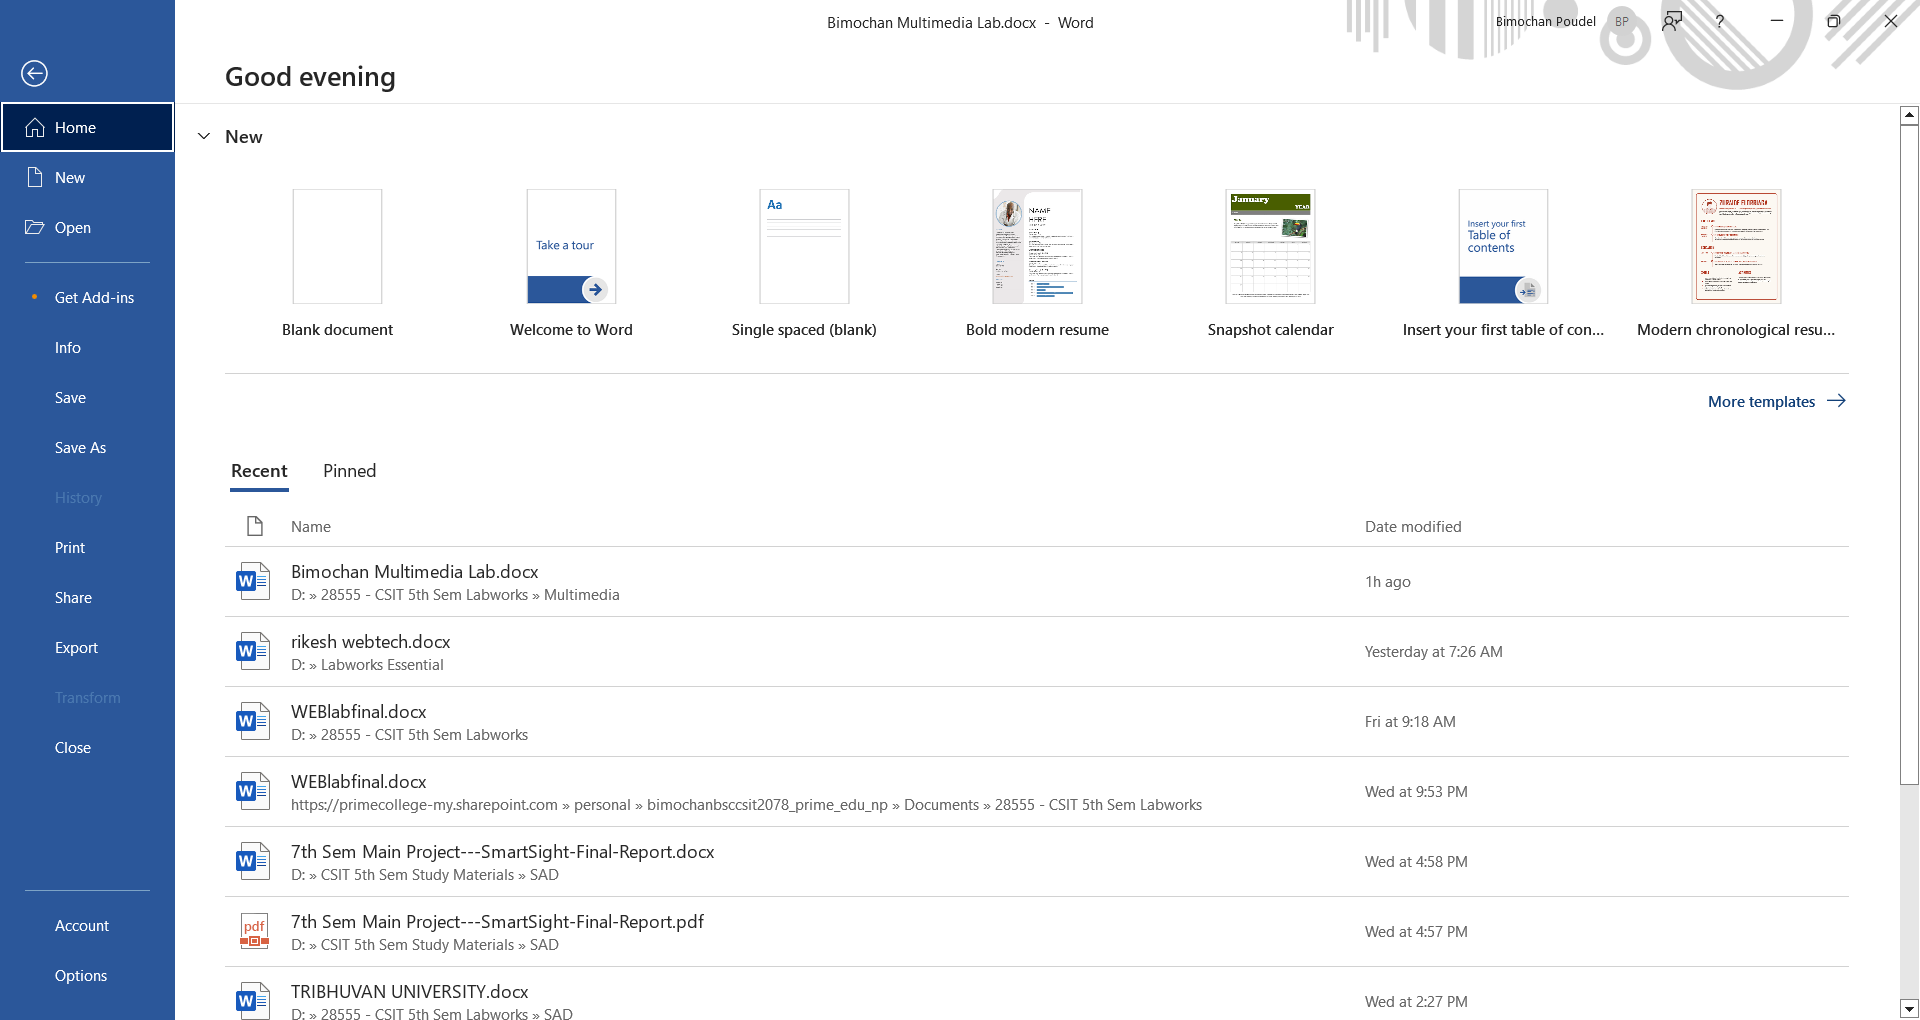 Bimochan Multimedia Lab.docx - Word
Bimochan Poudel BP ?
Good evening
Home
New
Open
Get Add-ins
Info
Save
Save As
History
Print
Share
Export
Transform
Close
Account
Options
New
Take a tour
Aa
NAME HERE
January YEAR
Insert your first
Table of
contents
Blank document
Welcome to Word
Single spaced (blank)
Bold modern resume
Snapshot calendar
Insert your first table of con...
Modern chronological resu...
More templates
Recent Pinned
Name Date modified
Bimochan Multimedia Lab.docx
D: » 28555 - CSIT 5th Sem Labworks » Multimedia
1h ago
rikesh webtech.docx
D: » Labworks Essential
Yesterday at 7:26 AM
WEBlabfinal.docx
D: » 28555 - CSIT 5th Sem Labworks
Fri at 9:18 AM
WEBlabfinal.docx
https://primecollege-my.sharepoint.com » personal » bimochanbsccsit2078_prime_edu_np » Documents » 28555 - CSIT 5th Sem Labworks
Wed at 9:53 PM
7th Sem Main Project---SmartSight-Final-Report.docx
D: » CSIT 5th Sem Study Materials » SAD
Wed at 4:58 PM
pdf
7th Sem Main Project---SmartSight-Final-Report.pdf
D: » CSIT 5th Sem Study Materials » SAD
Wed at 4:57 PM
TRIBHUVAN UNIVERSITY.docx
D: » 28555 - CSIT 5th Sem Labworks » SAD
Wed at 2:27 PM